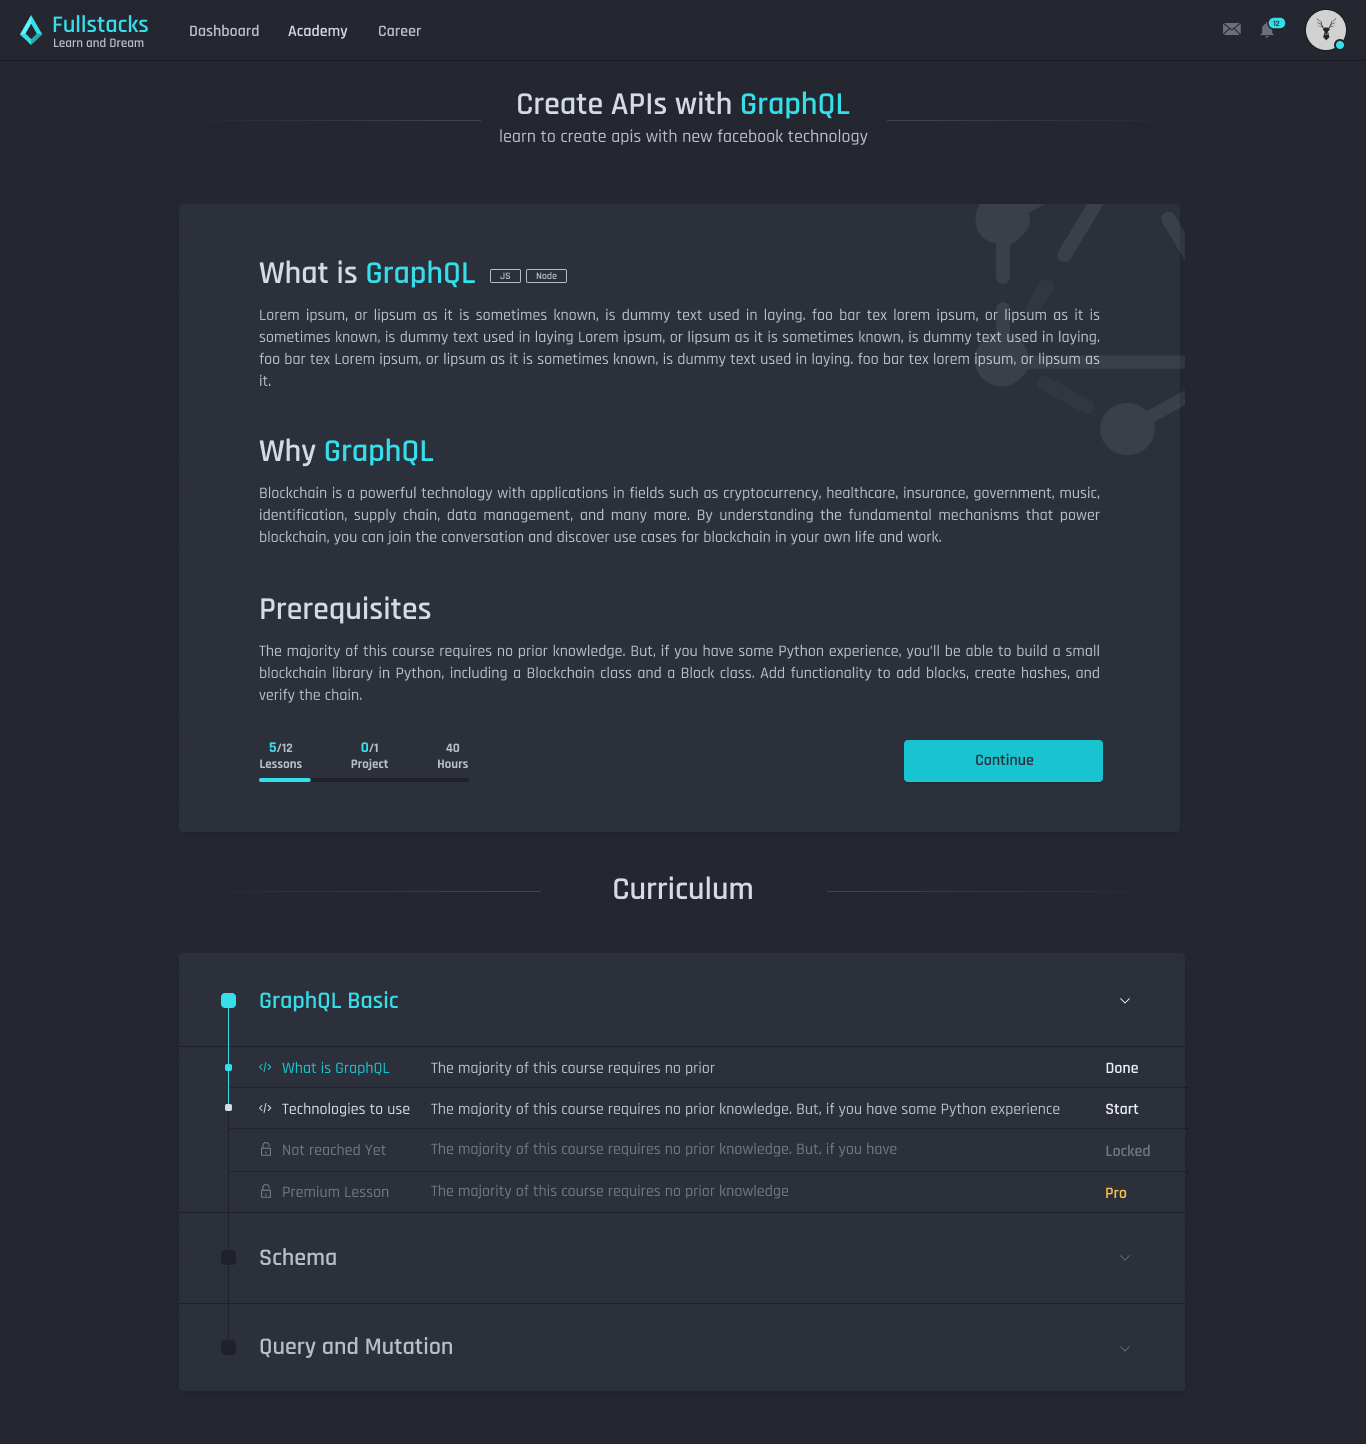 Fullstacks
Learn and Dream
Dashboard
Academy
Career
12
Create APIs with GraphQL
learn to create apis with new facebook technology
What is GraphQL
JS
Node
Lorem ipsum, or lipsum as it is sometimes known, is dummy text used in laying. foo bar tex lorem ipsum, or lipsum as it is
sometimes known, is dummy text used in laying Lorem ipsum, or lipsum as it is sometimes known, is dummy text used in laying.
foo bar tex Lorem ipsum, or lipsum as it is sometimes known, is dummy text used in laying. foo bar tex lorem ipsum, or lipsum as
it.
Why GraphQL
Blockchain is a powerful technology with applications in fields such as cryptocurrency, healthcare, insurance, government, music,
identification, supply chain, data management, and many more. By understanding the fundamental mechanisms that power
blockchain, you can join the conversation and discover use cases for blockchain in your own life and work.
Prerequisites
The majority of this course requires no prior knowledge. But, if you have some Python experience, you'll be able to build a small
blockchain library in Python, including a Blockchain class and a Block class. Add functionality to add blocks, create hashes, and
verify the chain.
5/12
Lessons
0/1
Project
40
Hours
Continue
Curriculum
GraphQL Basic
What is GraphQL
The majority of this course requires no prior
Done
Technologies to use
The majority of this course requires no prior knowledge. But, if you have some Python experience
Start
Not reached Yet
The majority of this course requires no prior knowledge. But, if you have
Locked
Premium Lesson
The majority of this course requires no prior knowledge
Pro
Schema
Query and Mutation